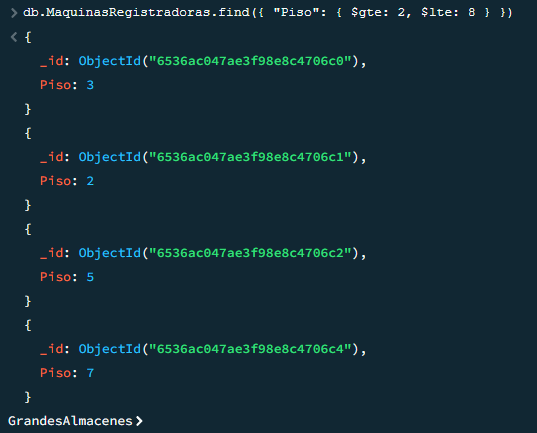 > db.MaquinasRegistradoras.find({ "Piso": { $gte: 2, $lte: 8 } })
< {
_id: ObjectId("6536ac047ae3f98e8c4706c0"),
Piso: 3
}
{
_id: ObjectId("6536ac047ae3f98e8c4706c1"),
Piso: 2
}
{
_id: ObjectId("6536ac047ae3f98e8c4706c2"),
Piso: 5
}
{
_id: ObjectId("6536ac047ae3f98e8c4706c4"),
Piso: 7
}
GrandesAlmacenes>